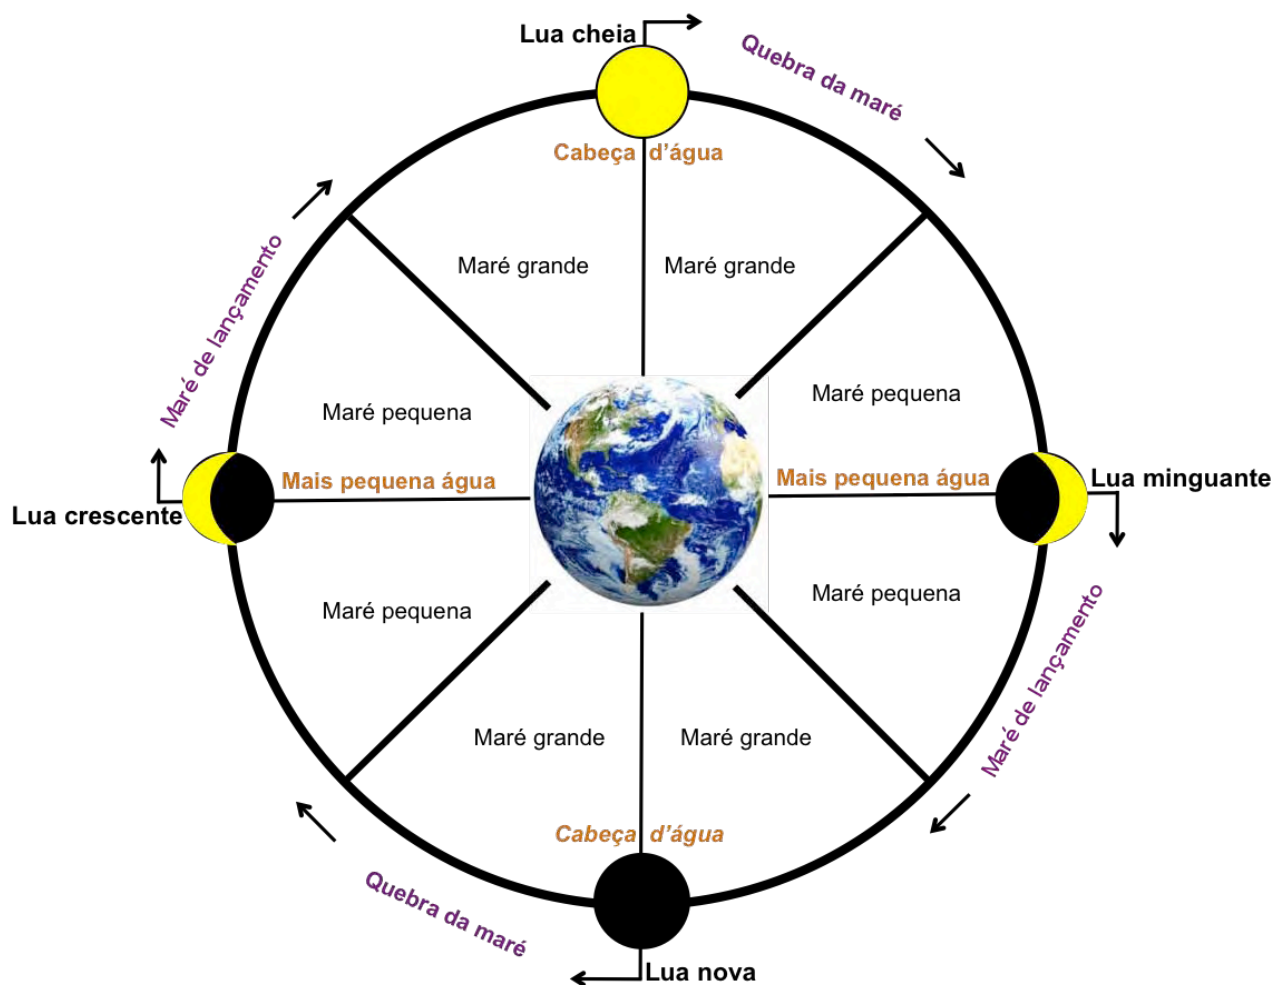 Lua cheia
Quebra da maré
Cabeça d’água
Maré grande
Maré grande
Maré de lançamento
Maré pequena
Maré pequena
Mais pequena água
Mais pequena água
Lua minguante
Lua crescente
Maré pequena
Maré pequena
Maré de lançamento
Maré grande
Maré grande
Cabeça d’água
Quebra da maré
Lua nova